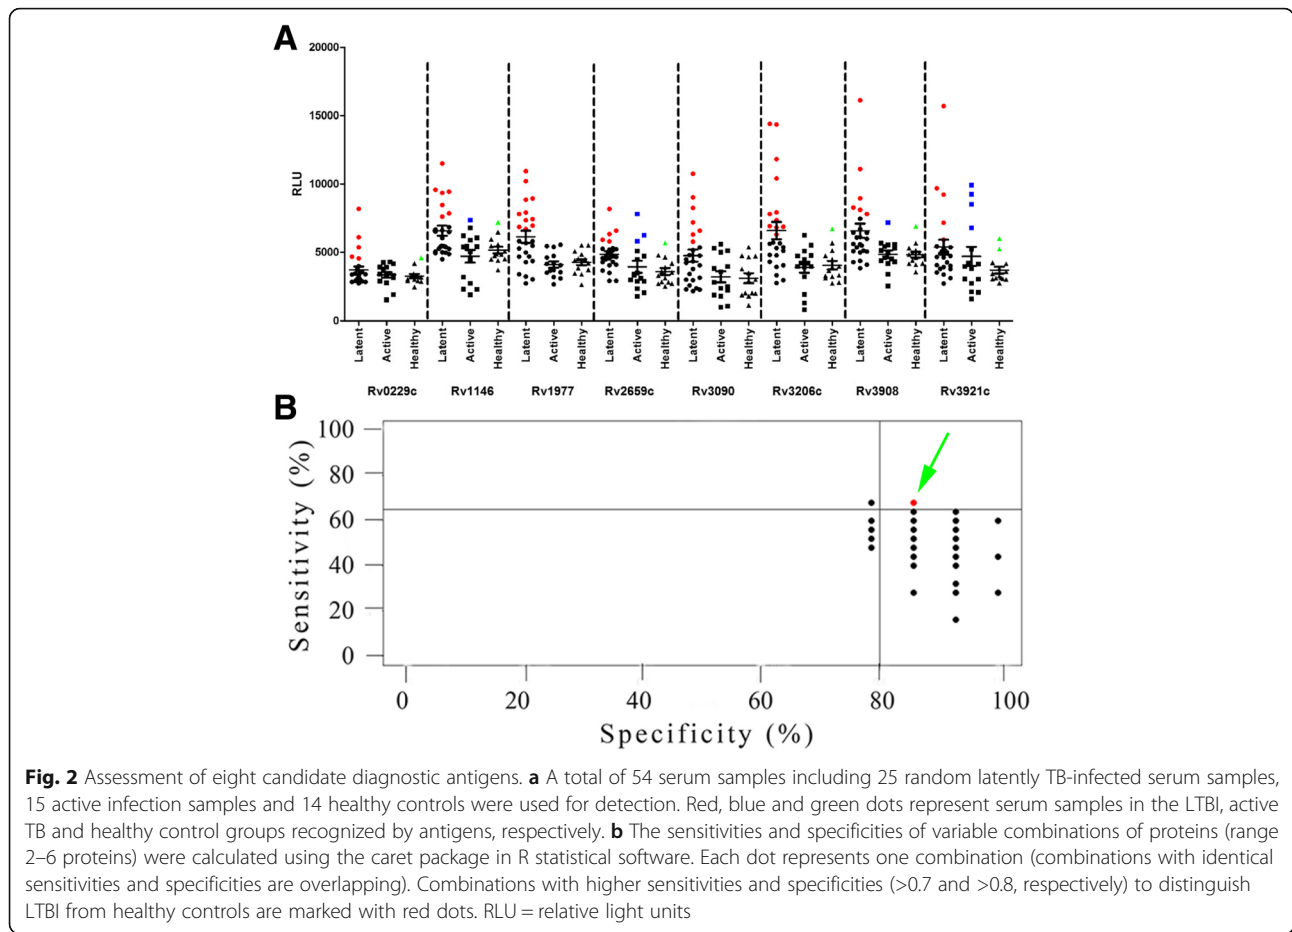 A
20000
15000
10000
5000
0
RLU
Latent Active Healthy Latent Active Healthy Latent Active Healthy Latent Active Healthy Latent Active Healthy Latent Active Healthy Latent Active Healthy Latent Active Healthy
Rv0229c Rv1146 Rv1977 Rv2659c Rv3090 Rv3206c Rv3908 Rv3921c
B
100
80
60
40
20
0
Sensitivity (%)
0 20 40 60 80 100
Specificity (%)
Fig. 2 Assessment of eight candidate diagnostic antigens. a A total of 54 serum samples including 25 random latently TB-infected serum samples,
15 active infection samples and 14 healthy controls were used for detection. Red, blue and green dots represent serum samples in the LTBI, active
TB and healthy control groups recognized by antigens, respectively. b The sensitivities and specificities of variable combinations of proteins (range
2–6 proteins) were calculated using the caret package in R statistical software. Each dot represents one combination (combinations with identical
sensitivities and specificities are overlapping). Combinations with higher sensitivities and specificities (>0.7 and >0.8, respectively) to distinguish
LTBI from healthy controls are marked with red dots. RLU = relative light units